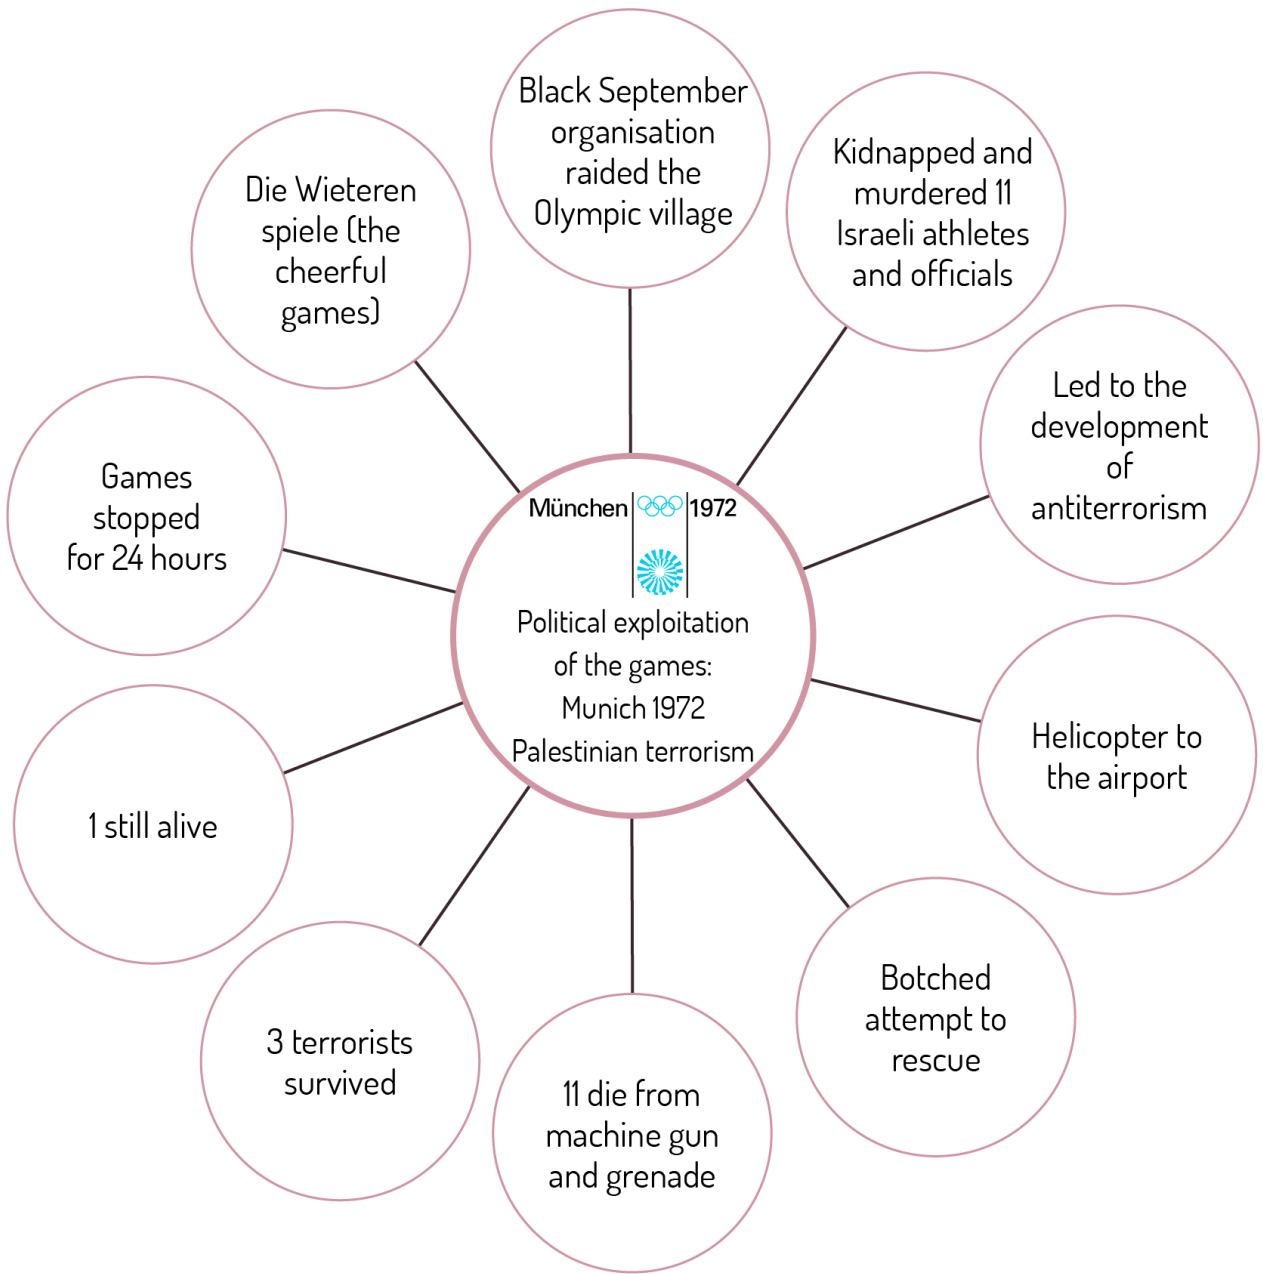 Black September
organisation
raided the
Olympic village
Kidnapped and
murdered 11
Israeli athletes
and officials
Led to the
development
of
antiterrorism
Helicopter to
the airport
Botched
attempt to
rescue
11 die from
machine gun
and grenade
3 terrorists
survived
1 still alive
Games
stopped
for 24 hours
Die Wieteren
spiele (the
cheerful
games)
München 1972
Political exploitation
of the games:
Munich 1972
Palestinian terrorism